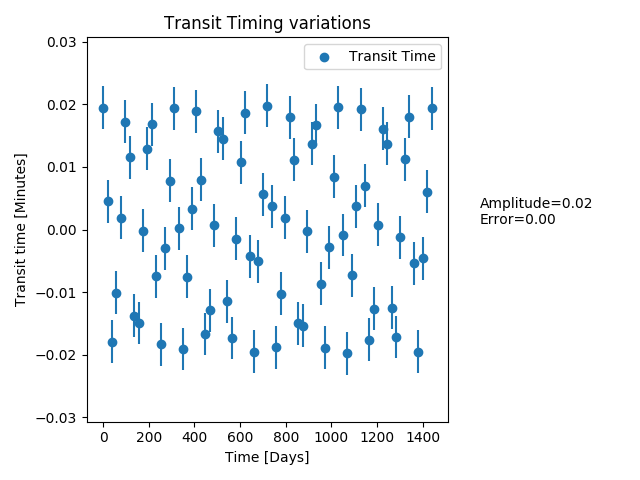 Transit Timing variations
Transit Time
0.03
0.02
0.01
0.00
−0.01
−0.02
−0.03
Transit time [Minutes]
Amplitude=0.02
Error=0.00
0 200 400 600 800 1000 1200 1400
Time [Days]